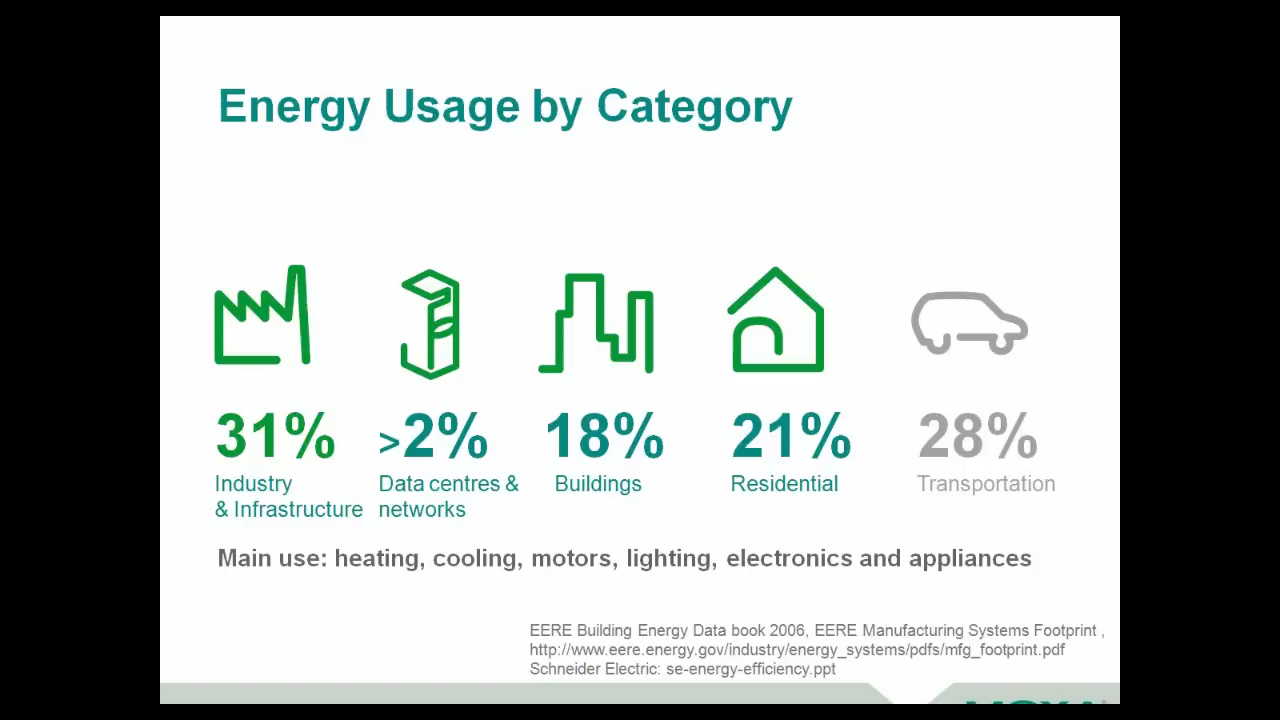 Energy Usage by Category
31% >2% 18% 21% 28%
Industry Data centres & Buildings Residential Transportation
& Infrastructure networks
Main use: heating, cooling, motors, lighting, electronics and appliances
EERE Building Energy Data book 2006, EERE Manufacturing Systems Footprint ,
http://www.eere.energy.gov/industry/energy_systems/pdfs/mfg_footprint.pdf
Schneider Electric: se-energy-efficiency.ppt